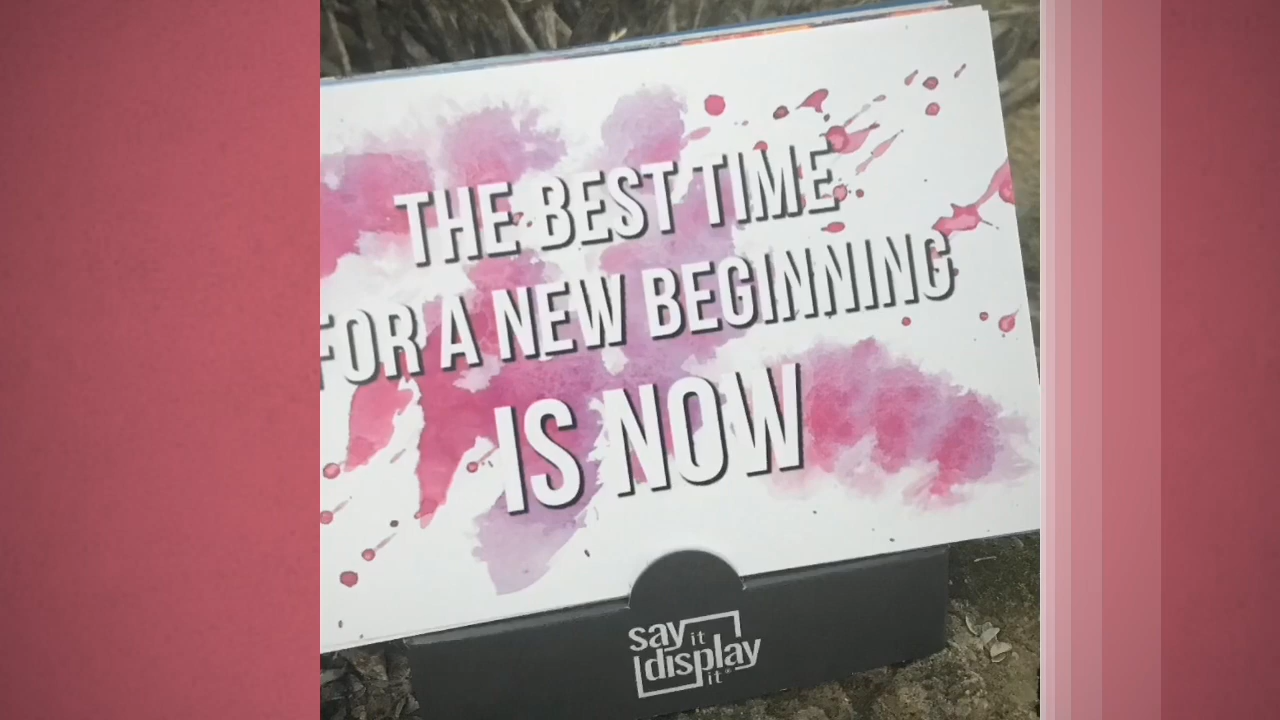 THE BEST TIME
FOR A NEW BEGINNING
IS NOW
say it
display
it®